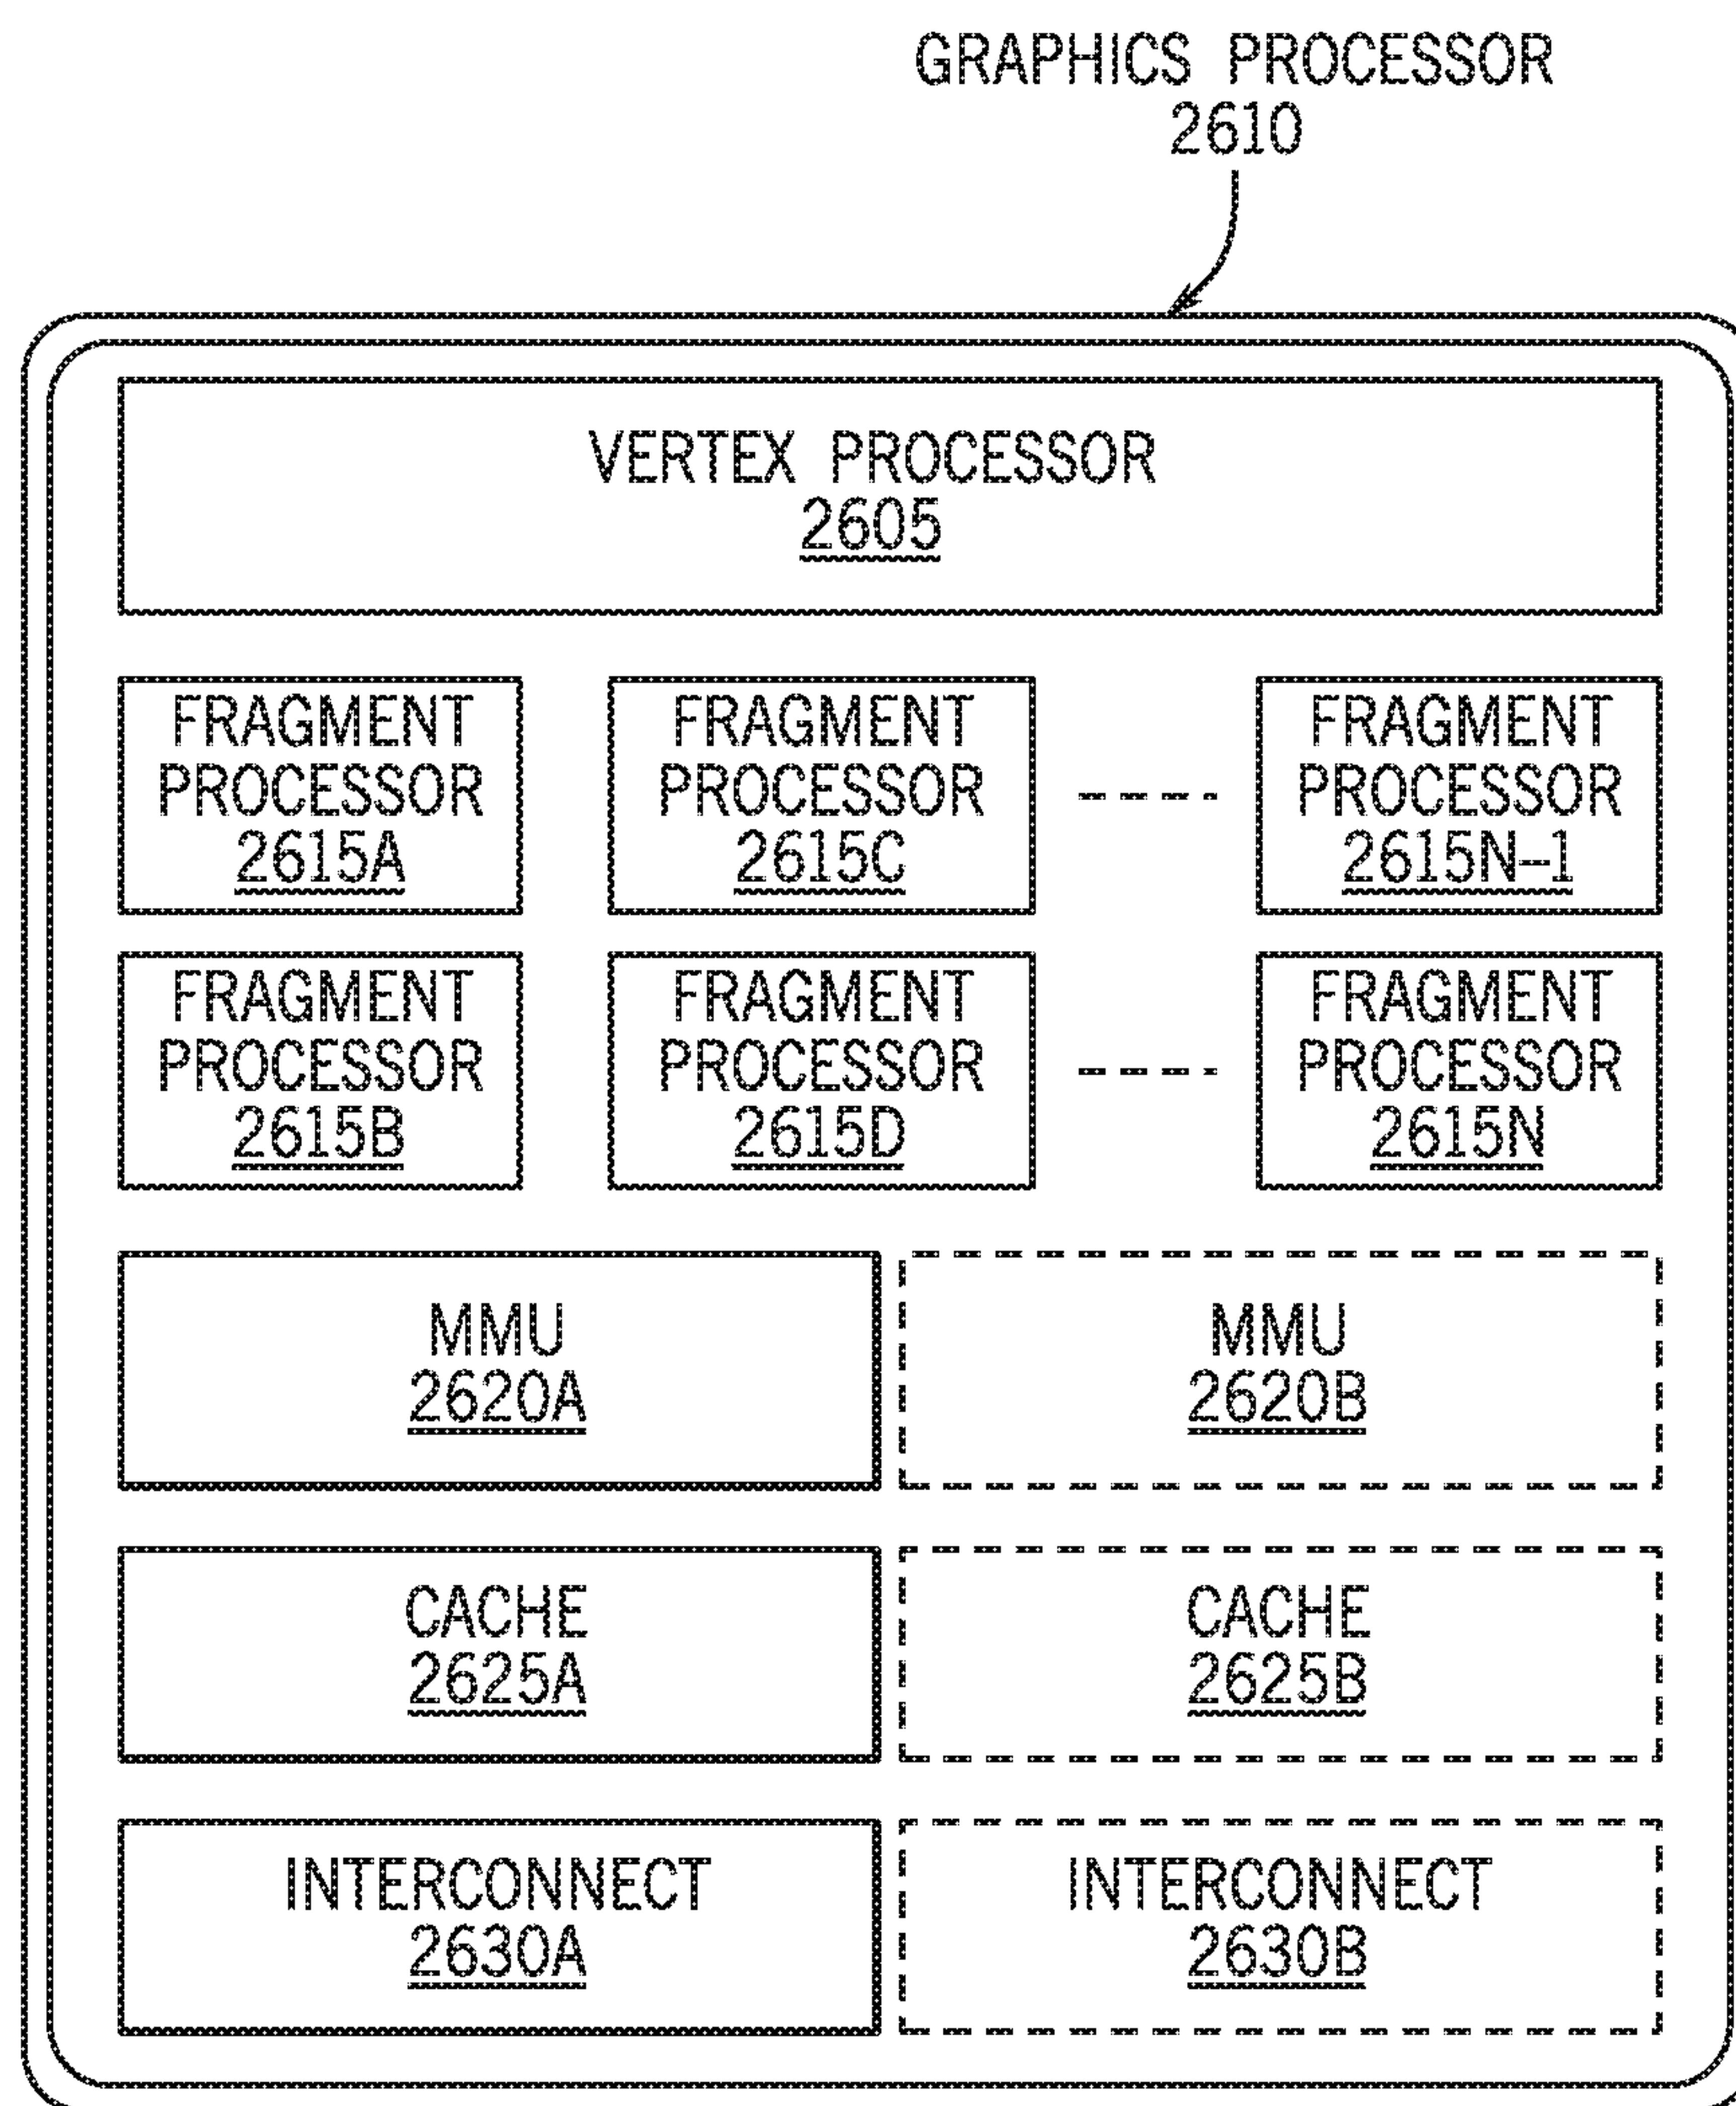 GRAPHICS PROCESSOR
2610
VERTEX PROCESSOR
2605
FRAGMENT
PROCESSOR
2615A
FRAGMENT
PROCESSOR
2615C
FRAGMENT
PROCESSOR
2615N-1
FRAGMENT
PROCESSOR
2615B
FRAGMENT
PROCESSOR
2615D
FRAGMENT
PROCESSOR
2615N
MMU
2620A
MMU
2620B
CACHE
2625A
CACHE
2625B
INTERCONNECT
2630A
INTERCONNECT
2630B